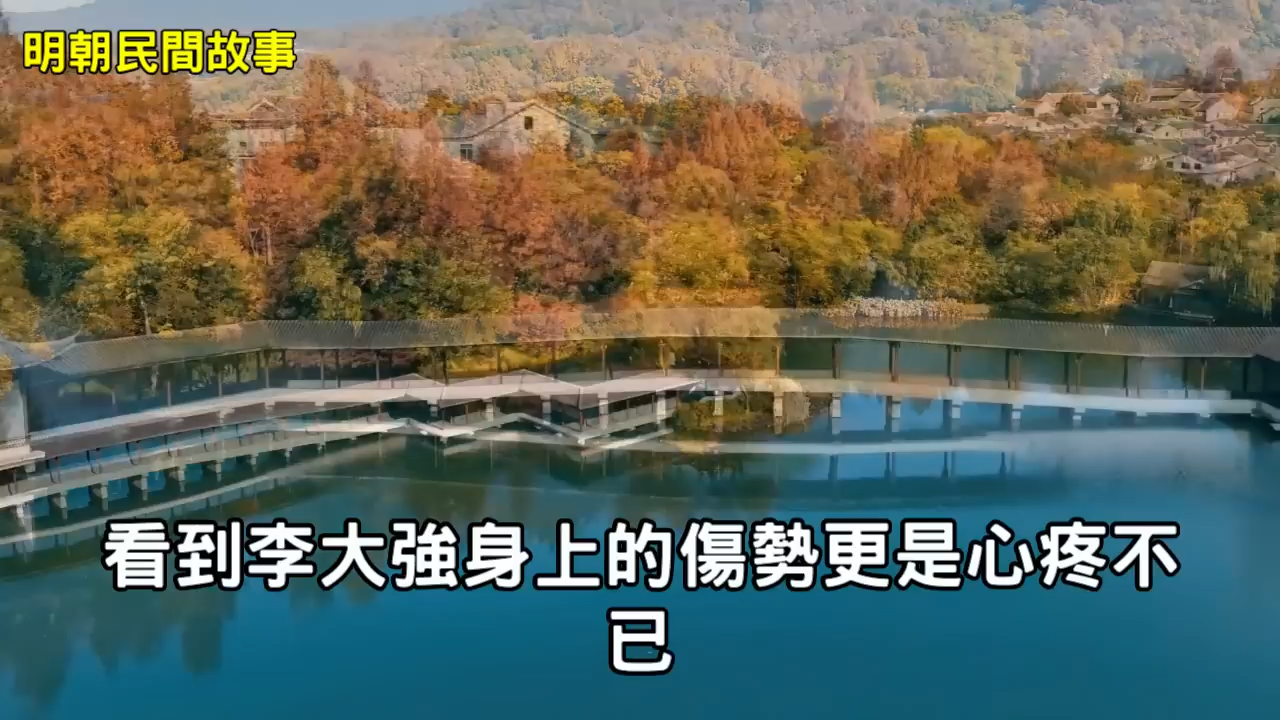 明朝民間故事
看到李大強身上的傷勢更是心疼不
已